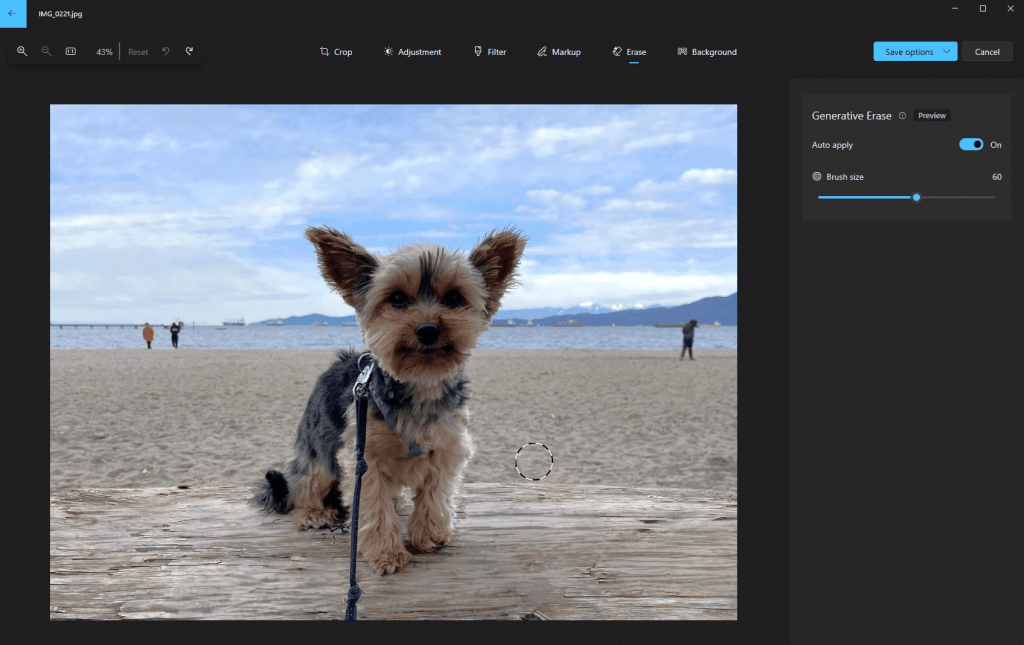 IMG_0221.jpg
43% Reset Crop Adjustment Filter Markup Erase Background Save options Cancel
Generative Erase Preview
Auto apply On
Brush size 60